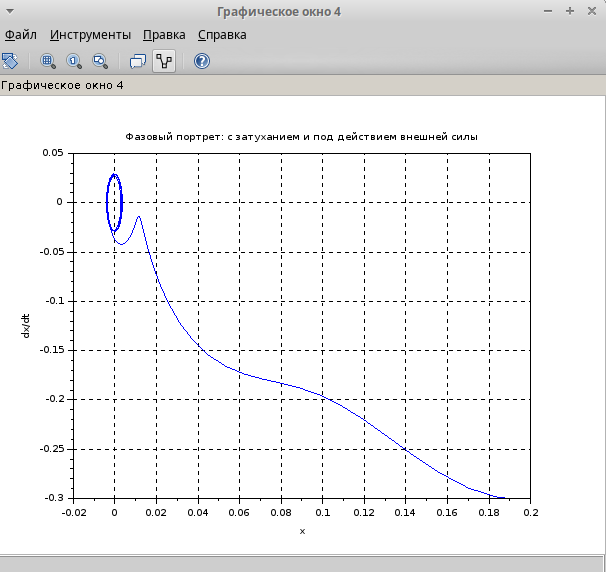 Графическое окно 4
Файл Инструменты Правка Справка
Графическое окно 4
Фазовый портрет: с затуханием и под действием внешней силы
0.05
0
-0.05
-0.1
-0.15
-0.2
-0.25
-0.3
dx/dt
-0.02 0 0.02 0.04 0.06 0.08 0.1 0.12 0.14 0.16 0.18 0.2
x